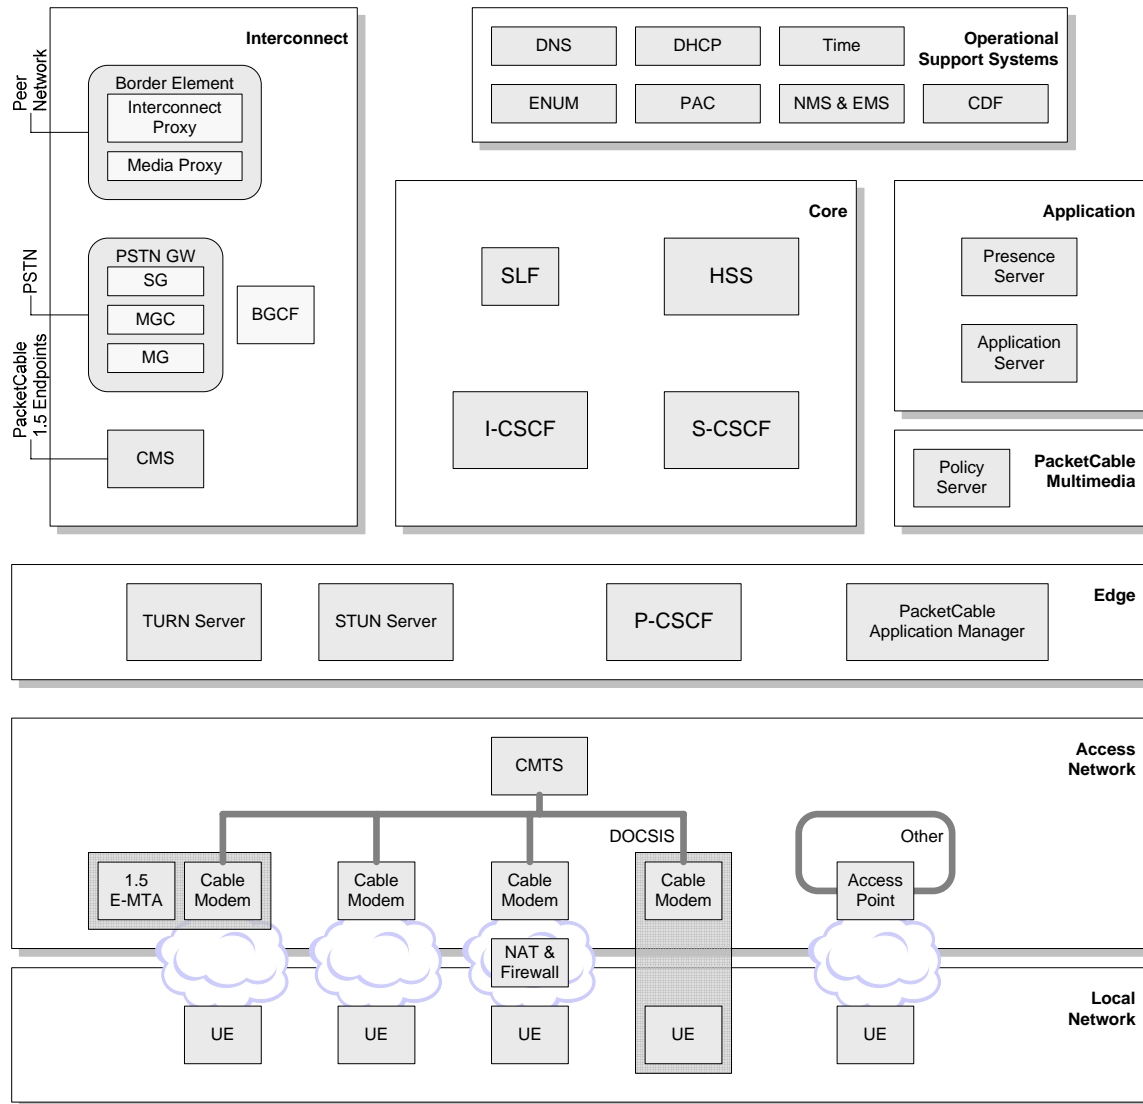 Interconnect
Peer
Network
Border Element
Interconnect
Proxy
Media Proxy
PSTN
PSTN GW
SG
MGC
MG
BGCF
PacketCable
1.5 Endpoints
CMS
Operational
Support Systems
DNS
DHCP
Time
ENUM
PAC
NMS & EMS
CDF
Core
SLF
HSS
I-CSCF
S-CSCF
Application
Presence
Server
Application
Server
PacketCable
Multimedia
Policy
Server
Edge
TURN Server
STUN Server
P-CSCF
PacketCable
Application Manager
Access
Network
CMTS
DOCSIS
Other
1.5
E-MTA
Cable
Modem
Cable
Modem
Cable
Modem
Cable
Modem
Access
Point
NAT &
Firewall
Local
Network
UE
UE
UE
UE
UE